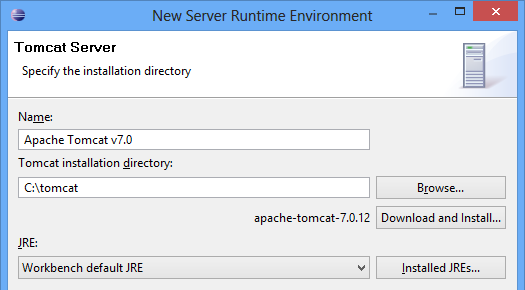 New Server Runtime Environment
Tomcat Server
Specify the installation directory
Name:
Apache Tomcat v7.0
Tomcat installation directory:
C:\tomcat
Browse...
apache-tomcat-7.0.12 Download and Install...
JRE:
Workbench default JRE
Installed JREs...